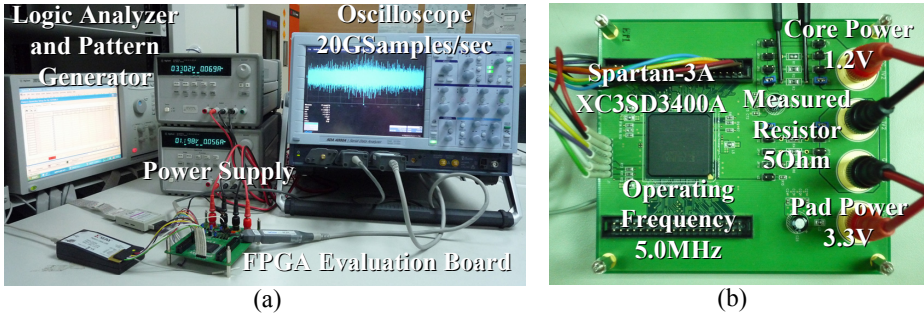 Logic Analyzer
and Pattern
Generator
Oscilloscope
20GSamples/sec
Power Supply
FPGA Evaluation Board
(a)
Core Power
1.2V
Spartan-3A
XC3SD3400A
Measured
Resistor
5Ohm
Operating
Frequency
5.0MHz
Pad Power
3.3V
(b)